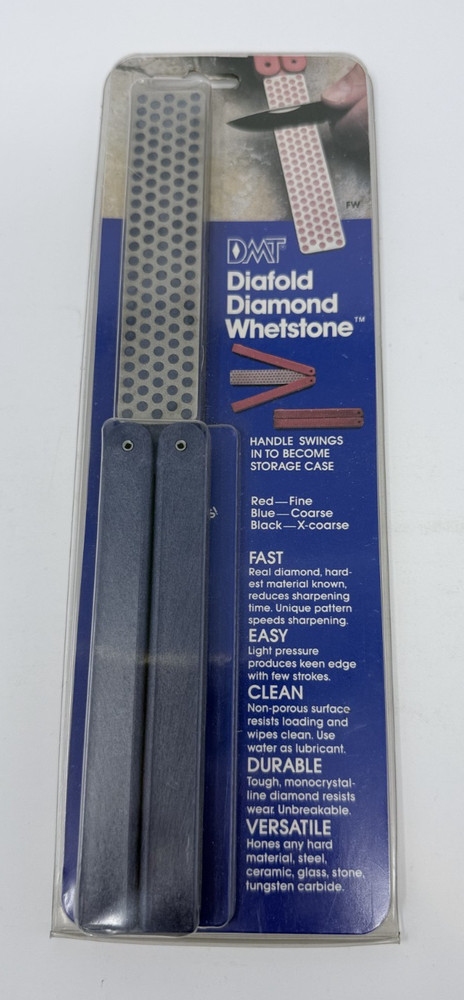 FW
DMT®
Diafold
Diamond
Whetstone™
HANDLE SWINGS
IN TO BECOME
STORAGE CASE
Red—Fine
Blue—Coarse
Black—X-coarse
FAST
Real diamond, hard-
est material known,
reduces sharpening
time. Unique pattern
speeds sharpening.
EASY
Light pressure
produces keen edge
with few strokes.
CLEAN
Non-porous surface
resists loading and
wipes clean. Use
water as lubricant.
DURABLE
Tough, monocrystal-
line diamond resists
wear. Unbreakable.
VERSATILE
Hones any hard
material, steel,
ceramic, glass, stone,
tungsten carbide.